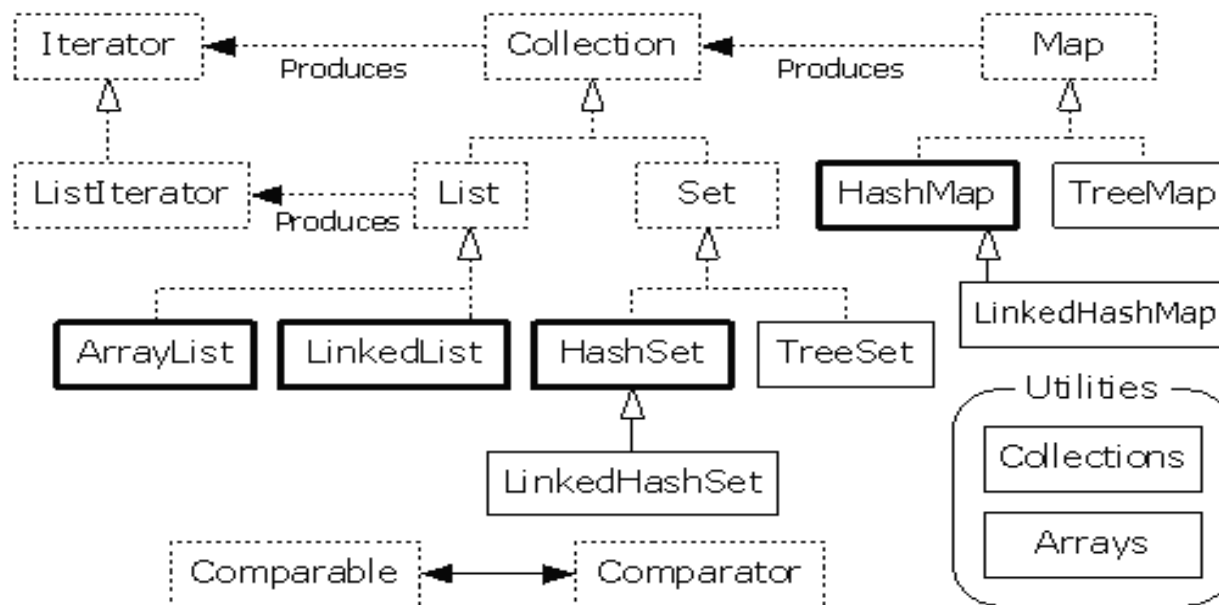 Iterator
Produces
Collection
Produces
Map
ListIterator
Produces
List
Set
HashMap
TreeMap
LinkedHashMap
ArrayList
LinkedList
HashSet
TreeSet
Utilities
Collections
LinkedHashSet
Arrays
Comparable
Comparator